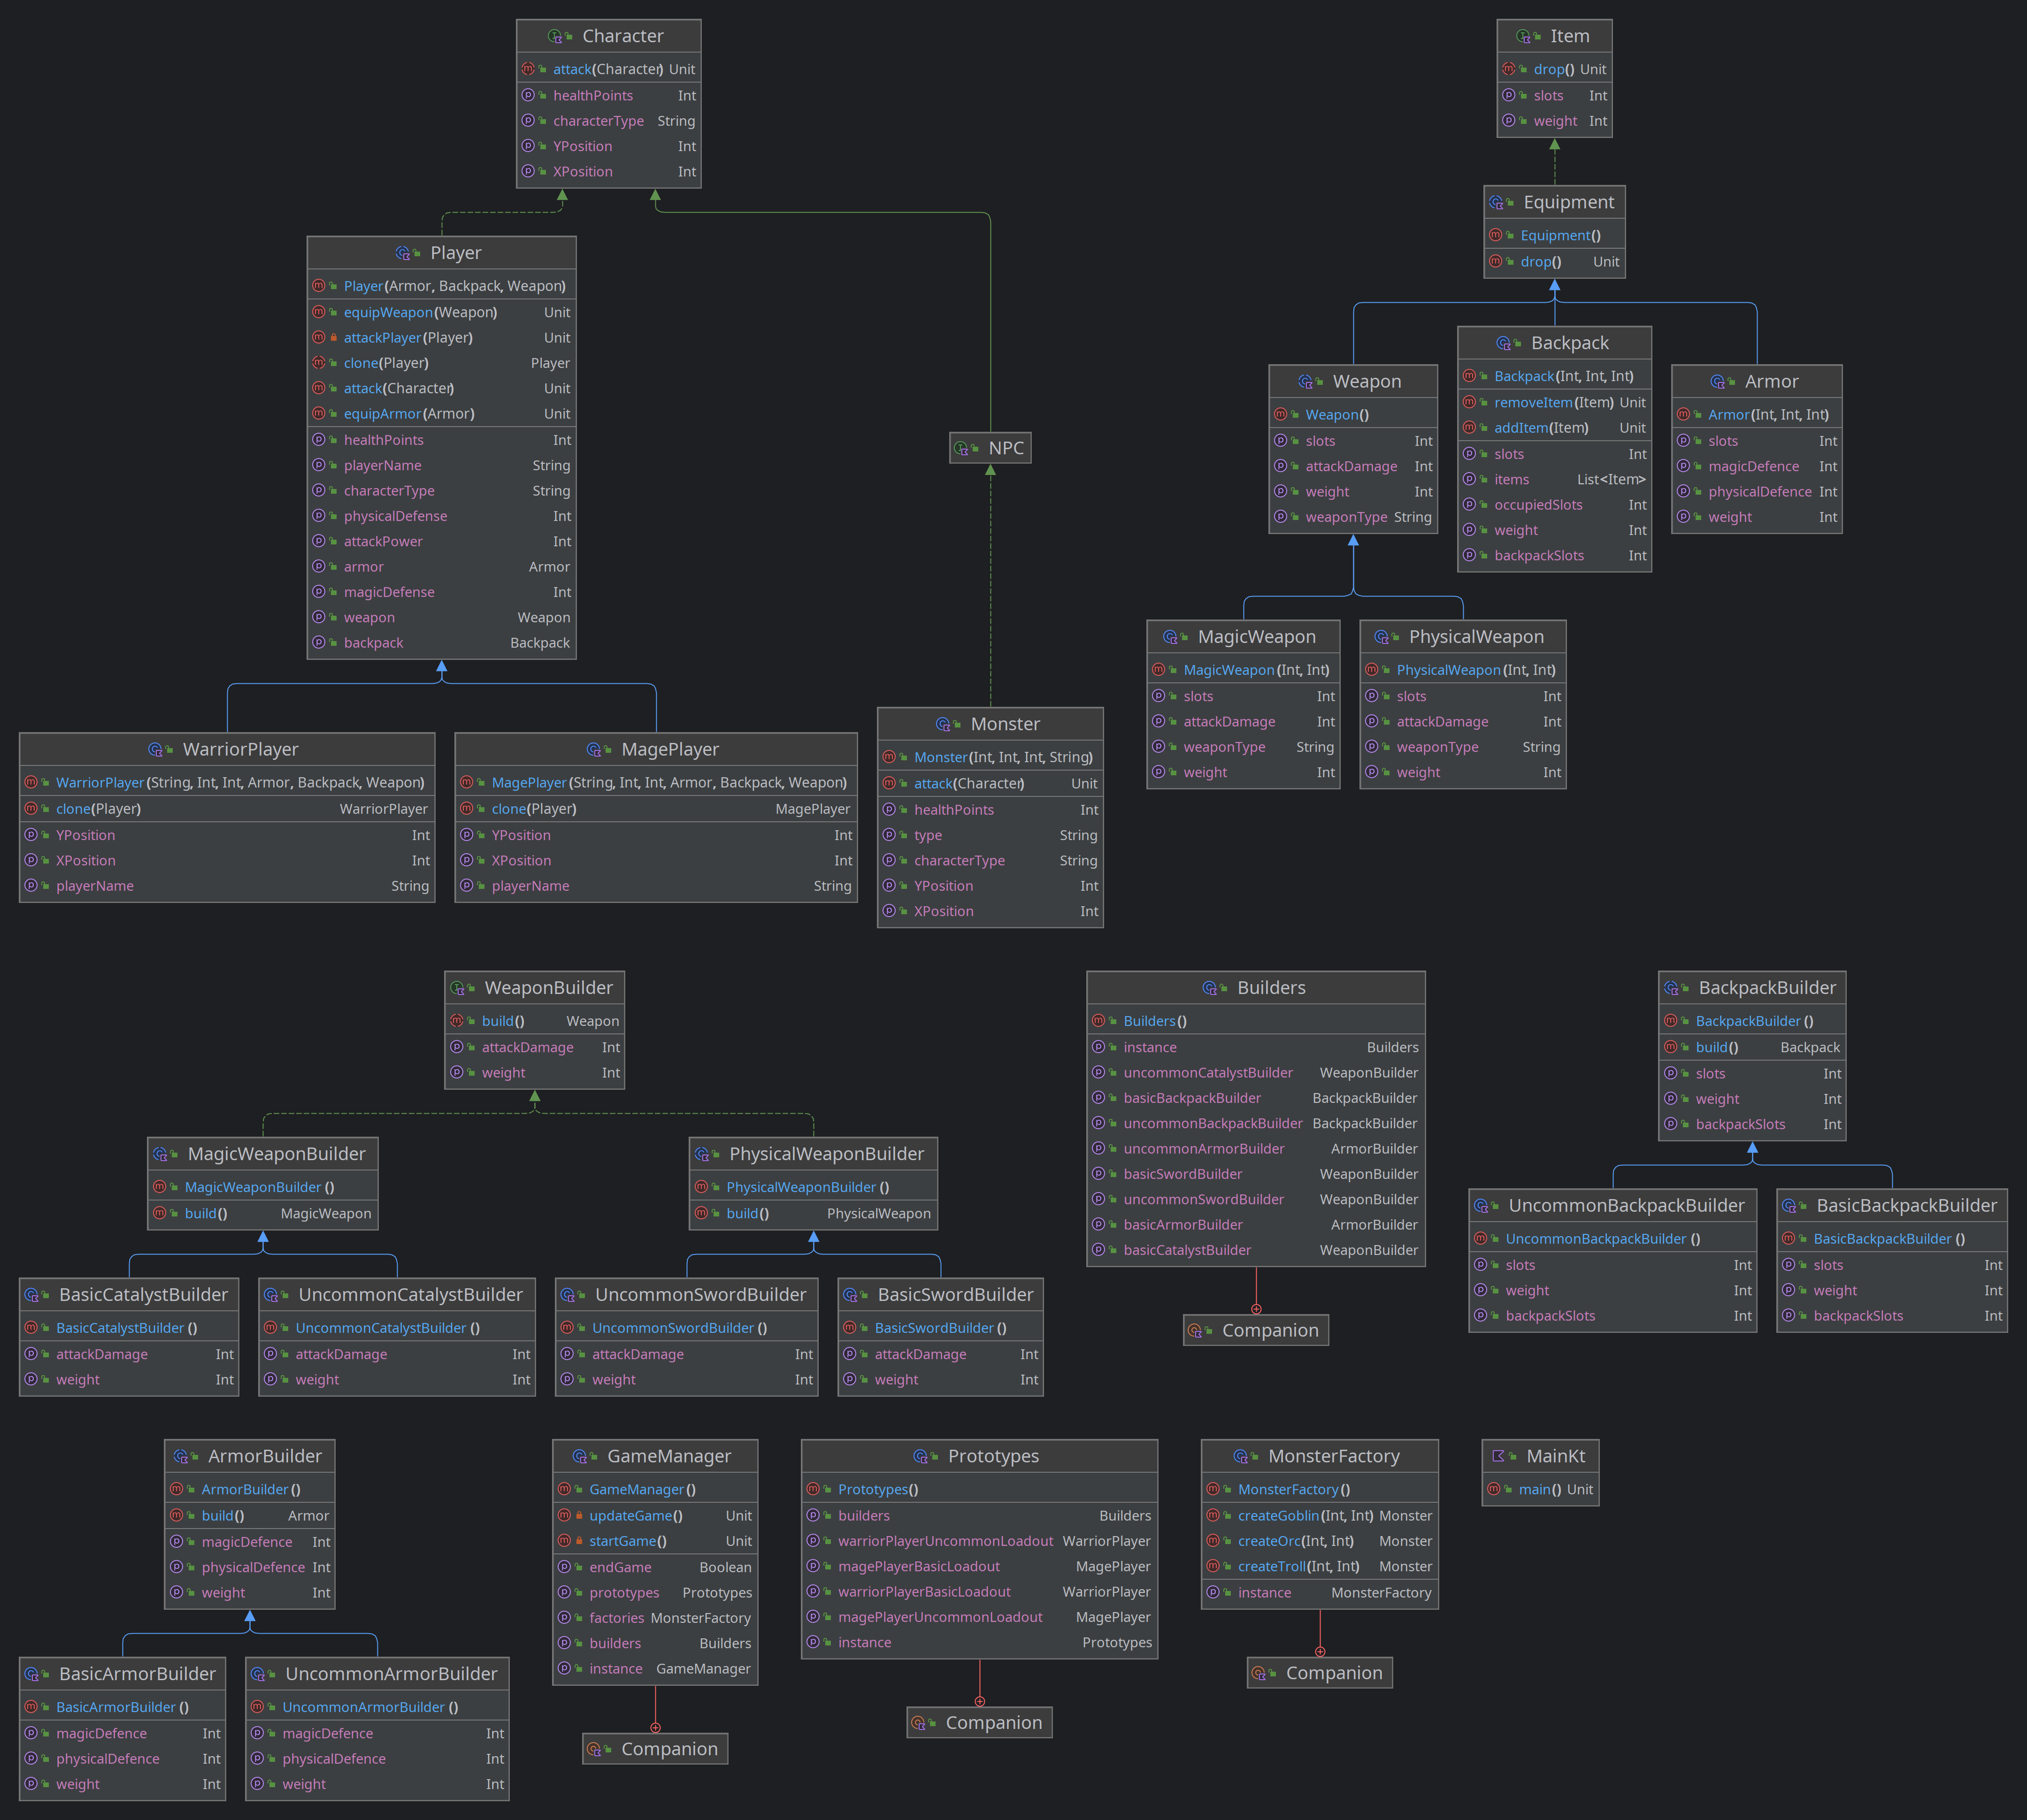 Character
attack(Character) Unit
healthPoints Int
characterType String
YPosition Int
XPosition Int
Item
drop() Unit
slots Int
weight Int
Equipment
Equipment()
drop() Unit
Player
Player(Armor, Backpack, Weapon)
equipWeapon(Weapon) Unit
attackPlayer(Player) Unit
clone(Player) Player
attack(Character) Unit
equipArmor(Armor) Unit
healthPoints Int
playerName String
characterType String
physicalDefense Int
attackPower Int
armor Armor
magicDefense Int
weapon Weapon
backpack Backpack
NPC
Weapon
Weapon()
slots Int
attackDamage Int
weight Int
weaponType String
Backpack
Backpack(Int, Int, Int)
removeItem(Item) Unit
addItem(Item) Unit
slots Int
items List<Item>
occupiedSlots Int
weight Int
backpackSlots Int
Armor
Armor(Int, Int, Int)
slots Int
magicDefence Int
physicalDefence Int
weight Int
MagicWeapon
MagicWeapon(Int, Int)
slots Int
attackDamage Int
weaponType String
weight Int
PhysicalWeapon
PhysicalWeapon(Int, Int)
slots Int
attackDamage Int
weaponType String
weight Int
WarriorPlayer
WarriorPlayer(String, Int, Int, Armor, Backpack, Weapon)
clone(Player) WarriorPlayer
YPosition Int
XPosition Int
playerName String
MagePlayer
MagePlayer(String, Int, Int, Armor, Backpack, Weapon)
clone(Player) MagePlayer
YPosition Int
XPosition Int
playerName String
Monster
Monster(Int, Int, Int, String)
attack(Character) Unit
healthPoints Int
type String
characterType String
YPosition Int
XPosition Int
WeaponBuilder
build() Weapon
attackDamage Int
weight Int
Builders
Builders()
instance Builders
uncommonCatalystBuilder WeaponBuilder
basicBackpackBuilder BackpackBuilder
uncommonBackpackBuilder BackpackBuilder
uncommonArmorBuilder ArmorBuilder
basicSwordBuilder WeaponBuilder
uncommonSwordBuilder WeaponBuilder
basicArmorBuilder ArmorBuilder
basicCatalystBuilder WeaponBuilder
Companion
BackpackBuilder
BackpackBuilder()
build() Backpack
slots Int
weight Int
backpackSlots Int
MagicWeaponBuilder
MagicWeaponBuilder()
build() MagicWeapon
PhysicalWeaponBuilder
PhysicalWeaponBuilder()
build() PhysicalWeapon
UncommonBackpackBuilder
UncommonBackpackBuilder()
slots Int
weight Int
backpackSlots Int
BasicBackpackBuilder
BasicBackpackBuilder()
slots Int
weight Int
backpackSlots Int
BasicCatalystBuilder
BasicCatalystBuilder()
attackDamage Int
weight Int
UncommonCatalystBuilder
UncommonCatalystBuilder()
attackDamage Int
weight Int
UncommonSwordBuilder
UncommonSwordBuilder()
attackDamage Int
weight Int
BasicSwordBuilder
BasicSwordBuilder()
attackDamage Int
weight Int
ArmorBuilder
ArmorBuilder()
build() Armor
magicDefence Int
physicalDefence Int
weight Int
GameManager
GameManager()
updateGame() Unit
startGame() Unit
endGame Boolean
prototypes Prototypes
factories MonsterFactory
builders Builders
instance GameManager
Companion
Prototypes
Prototypes()
builders Builders
warriorPlayerUncommonLoadout WarriorPlayer
magePlayerBasicLoadout MagePlayer
warriorPlayerBasicLoadout WarriorPlayer
magePlayerUncommonLoadout MagePlayer
instance Prototypes
Companion
MonsterFactory
MonsterFactory()
createGoblin(Int, Int) Monster
createOrc(Int, Int) Monster
createTroll(Int, Int) Monster
instance MonsterFactory
Companion
MainKt
main() Unit
BasicArmorBuilder
BasicArmorBuilder()
magicDefence Int
physicalDefence Int
weight Int
UncommonArmorBuilder
UncommonArmorBuilder()
magicDefence Int
physicalDefence Int
weight Int